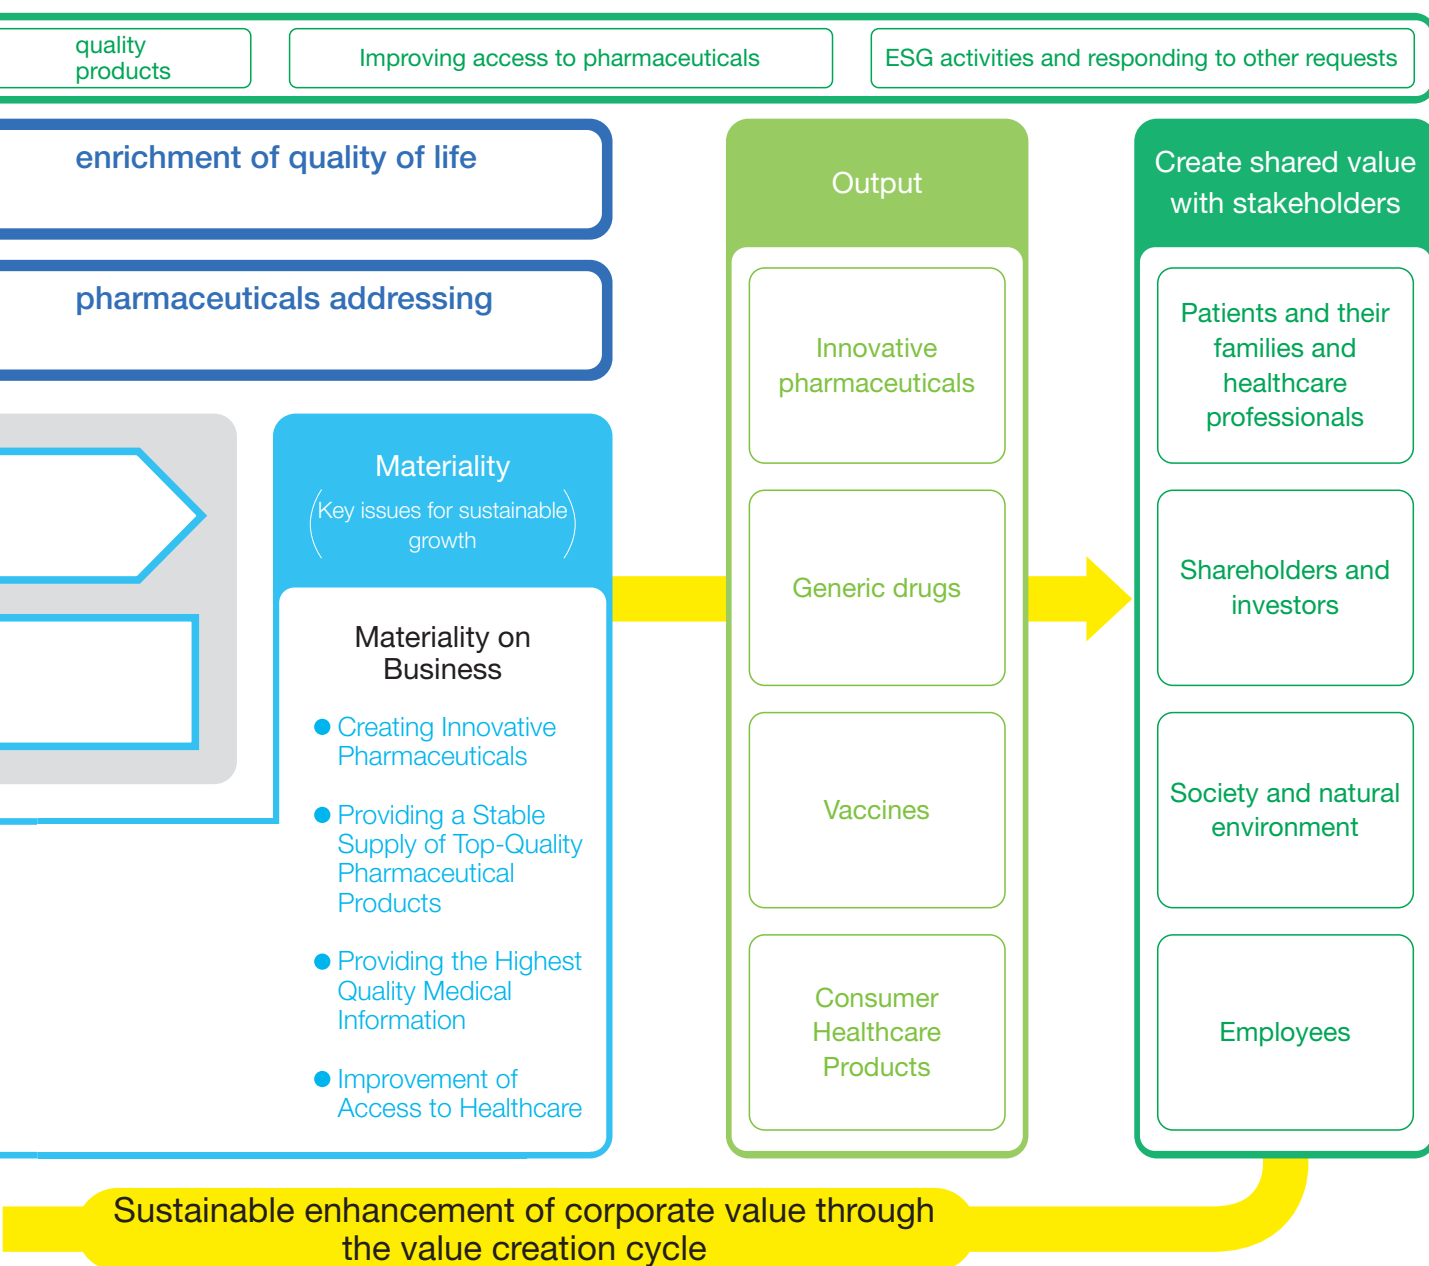 quality
products
Improving access to pharmaceuticals
ESG activities and responding to other requests
enrichment of quality of life
pharmaceuticals addressing
Materiality
(Key issues for sustainable
growth)
Materiality on
Business
● Creating Innovative
Pharmaceuticals
● Providing a Stable
Supply of Top-Quality
Pharmaceutical
Products
● Providing the Highest
Quality Medical
Information
● Improvement of
Access to Healthcare
Output
Innovative
pharmaceuticals
Generic drugs
Vaccines
Consumer
Healthcare
Products
Create shared value
with stakeholders
Patients and their
families and
healthcare
professionals
Shareholders and
investors
Society and natural
environment
Employees
Sustainable enhancement of corporate value through
the value creation cycle